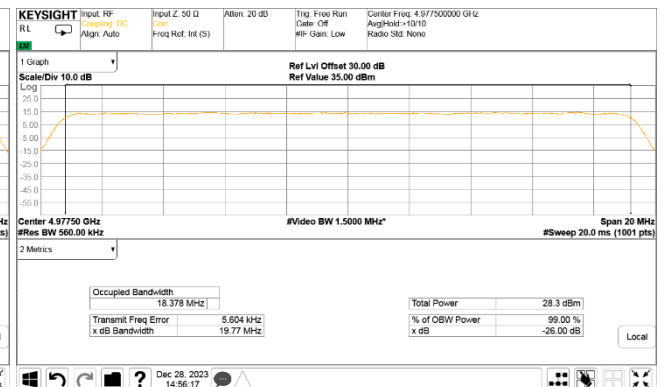 KEYSIGHT Input: RF Input Z: 50 Ω Atten: 20 dB Trig: Free Run Center Freq: 4.977500000 GHz
RL Coupling: DC Corr Gate: Off Avg|Hold:>10/10
Align: Auto Freq Ref: Int (S) #IF Gain: Low Radio Std: None
LXI
1 Graph
Ref Lvl Offset 30.00 dB
Scale/Div 10.0 dB Ref Value 35.00 dBm
Log
25.0
15.0
5.00
-5.00
-15.0
-25.0
-35.0
-45.0
-55.0
Hz Center 4.97750 GHz #Video BW 1.5000 MHz* Span 20 MHz
s) #Res BW 560.00 kHz #Sweep 20.0 ms (1001 pts)
2 Metrics
Occupied Bandwidth
18.378 MHz Total Power 28.3 dBm
Transmit Freq Error 5.604 kHz % of OBW Power 99.00 %
x dB Bandwidth 19.77 MHz x dB -26.00 dB
Local
? Dec 28, 2023
14:56:17